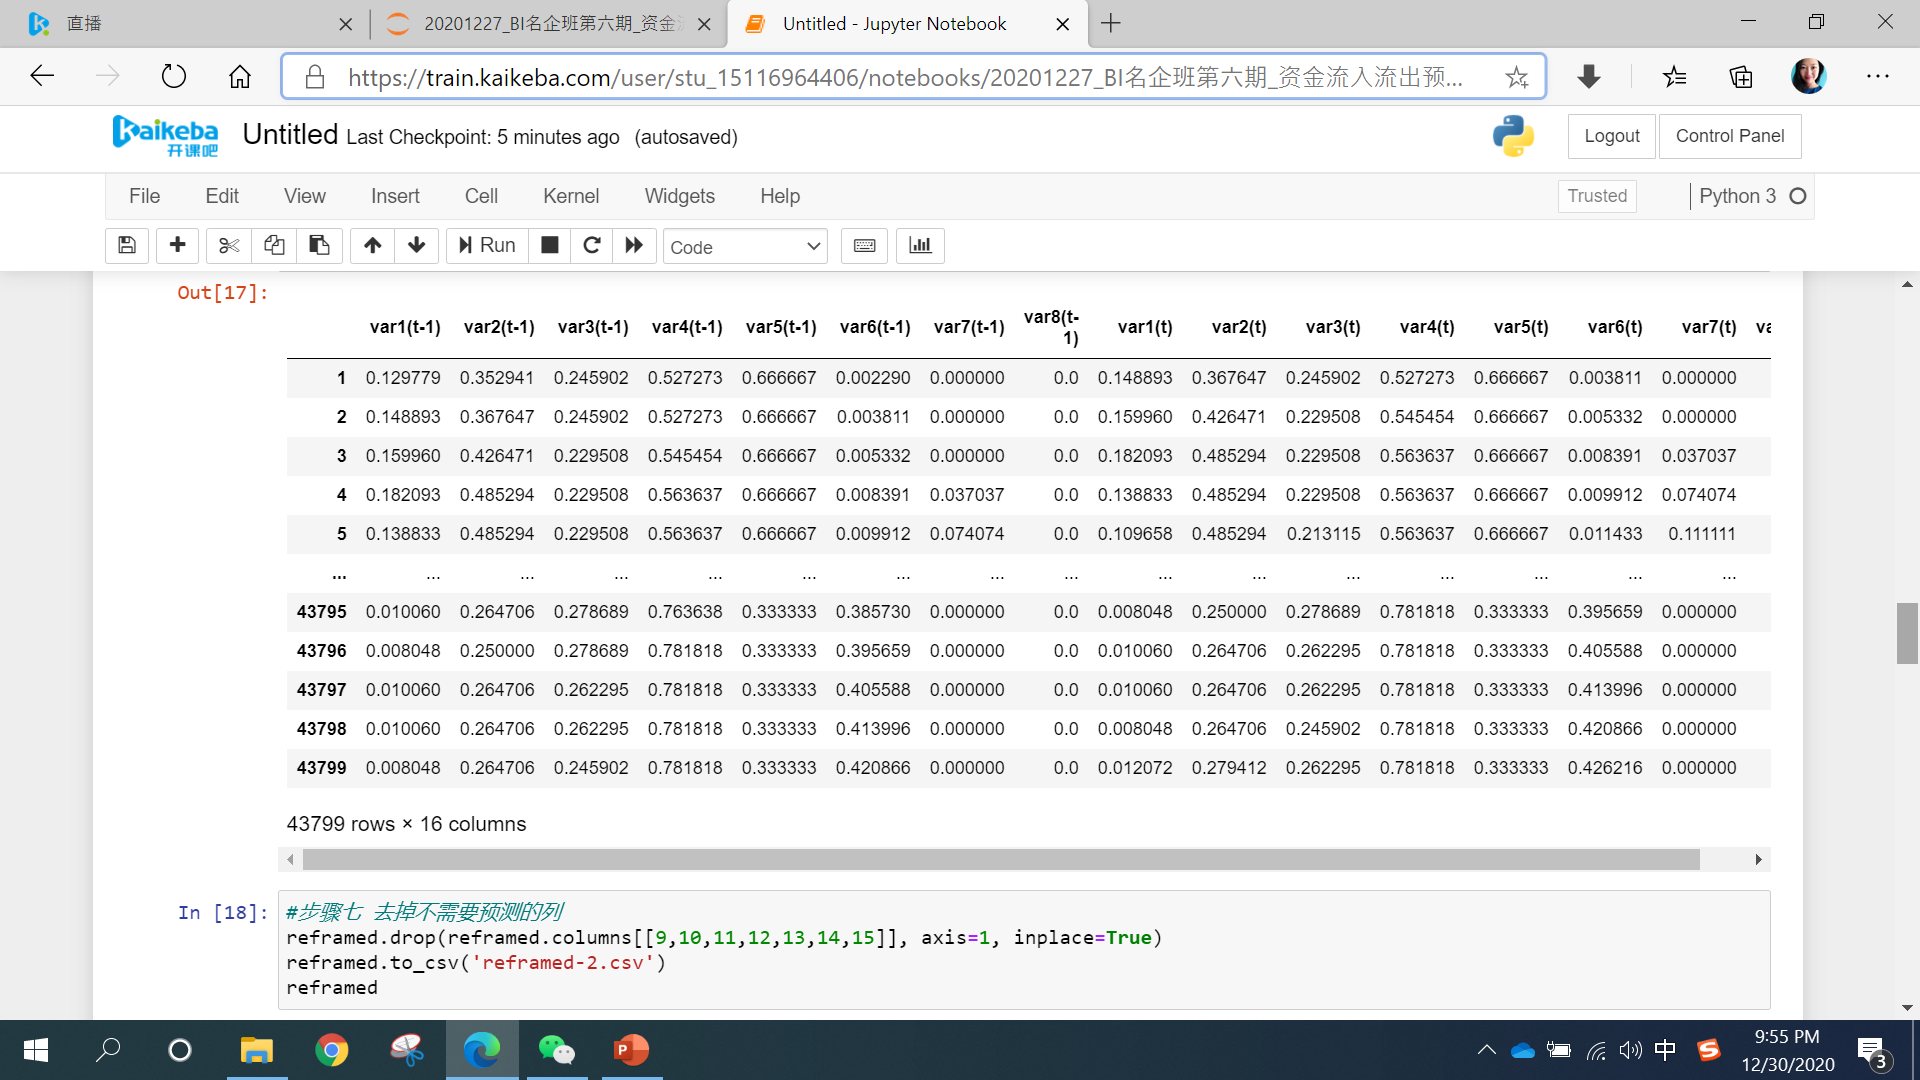 直播
20201227_BI名企班第六期_资金
Untitled - Jupyter Notebook
https://train.kaikeba.com/user/stu_15116964406/notebooks/20201227_BI名企班第六期_资金流入流出预...
Kaikeba
开课吧
Untitled Last Checkpoint: 5 minutes ago (autosaved)
Logout
Control Panel
File Edit View Insert Cell Kernel Widgets Help
Trusted
Python 3
Run
Code
Out[17]:
var1(t-1) var2(t-1) var3(t-1) var4(t-1) var5(t-1) var6(t-1) var7(t-1) var8(t-1) var1(t) var2(t) var3(t) var4(t) var5(t) var6(t) var7(t) va
1 0.129779 0.352941 0.245902 0.527273 0.666667 0.002290 0.000000 0.0 0.148893 0.367647 0.245902 0.527273 0.666667 0.003811 0.000000
2 0.148893 0.367647 0.245902 0.527273 0.666667 0.003811 0.000000 0.0 0.159960 0.426471 0.229508 0.545454 0.666667 0.005332 0.000000
3 0.159960 0.426471 0.229508 0.545454 0.666667 0.005332 0.000000 0.0 0.182093 0.485294 0.229508 0.563637 0.666667 0.008391 0.037037
4 0.182093 0.485294 0.229508 0.563637 0.666667 0.008391 0.037037 0.0 0.138833 0.485294 0.229508 0.563637 0.666667 0.009912 0.074074
5 0.138833 0.485294 0.229508 0.563637 0.666667 0.009912 0.074074 0.0 0.109658 0.485294 0.213115 0.563637 0.666667 0.011433 0.111111
... ... ... ... ... ... ... ... ... ... ... ... ... ... ... ...
43795 0.010060 0.264706 0.278689 0.763638 0.333333 0.385730 0.000000 0.0 0.008048 0.250000 0.278689 0.781818 0.333333 0.395659 0.000000
43796 0.008048 0.250000 0.278689 0.781818 0.333333 0.395659 0.000000 0.0 0.010060 0.264706 0.262295 0.781818 0.333333 0.405588 0.000000
43797 0.010060 0.264706 0.262295 0.781818 0.333333 0.405588 0.000000 0.0 0.010060 0.264706 0.262295 0.781818 0.333333 0.413996 0.000000
43798 0.010060 0.264706 0.262295 0.781818 0.333333 0.413996 0.000000 0.0 0.008048 0.264706 0.245902 0.781818 0.333333 0.420866 0.000000
43799 0.008048 0.264706 0.245902 0.781818 0.333333 0.420866 0.000000 0.0 0.012072 0.279412 0.262295 0.781818 0.333333 0.426216 0.000000
43799 rows × 16 columns
In [18]:
#步骤七 去掉不需要预测的列
reframed.drop(reframed.columns[[9,10,11,12,13,14,15]], axis=1, inplace=True)
reframed.to_csv('reframed-2.csv')
reframed
中
9:55 PM
12/30/2020
3